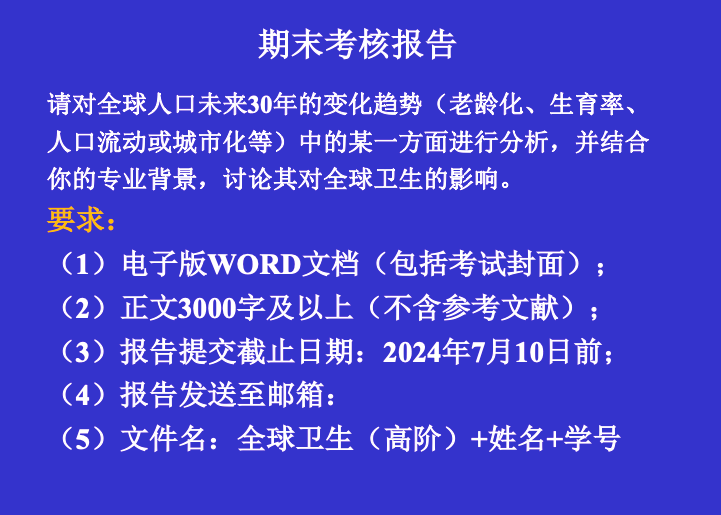 期末考核报告
请对全球人口未来30年的变化趋势（老龄化、生育率、
人口流动或城市化等）中的某一方面进行分析，并结合
你的专业背景，讨论其对全球卫生的影响。
要求：
（1）电子版WORD文档（包括考试封面）；
（2）正文3000字及以上（不含参考文献）；
（3）报告提交截止日期：2024年7月10日前；
（4）报告发送至邮箱：
（5）文件名：全球卫生（高阶）+姓名+学号